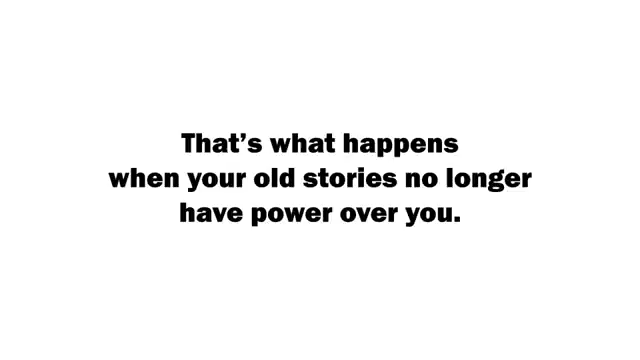 That’s what happens
when your old stories no longer
have power over you.